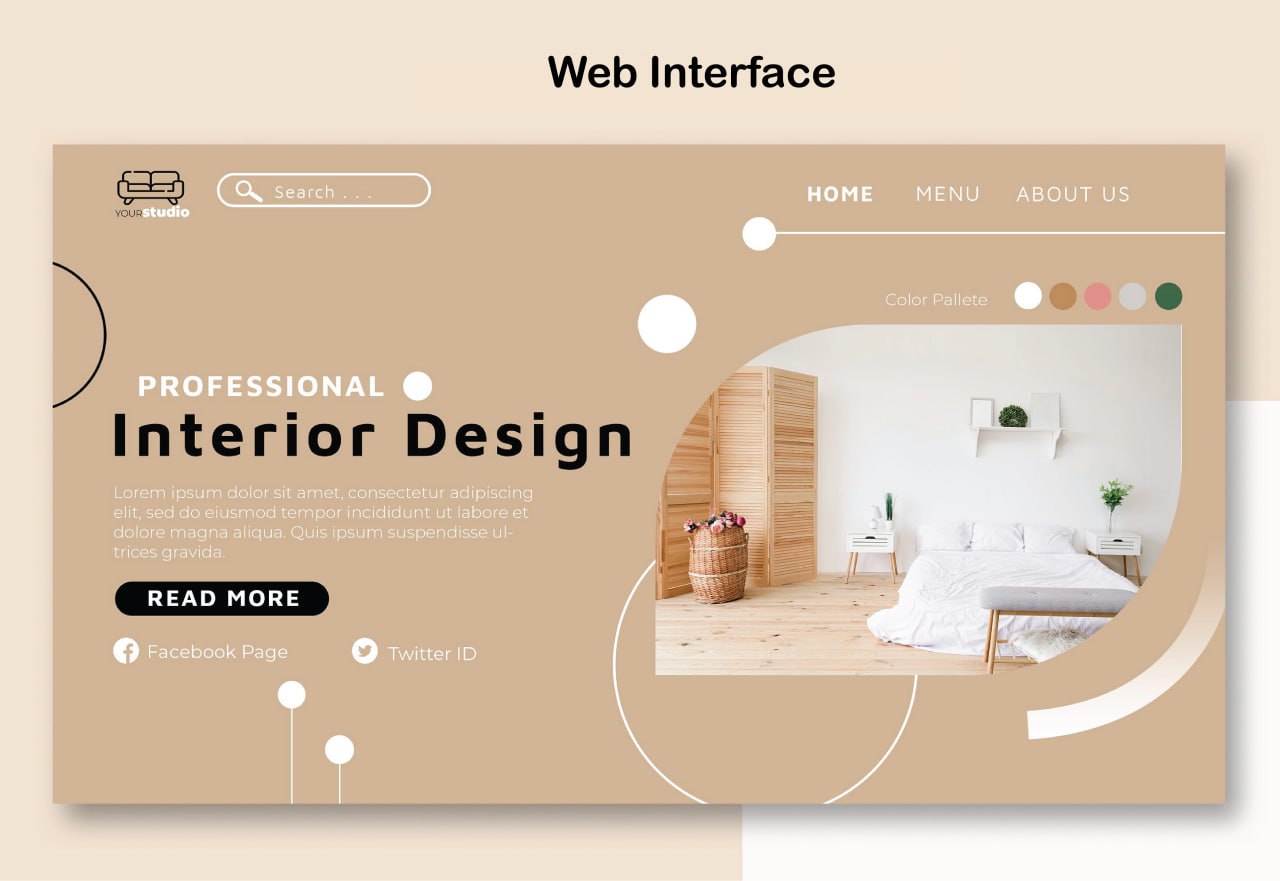 Web Interface
YOURstudio
Search . . .
HOME MENU ABOUT US
Color Pallete
PROFESSIONAL
Interior Design
Lorem ipsum dolor sit amet, consectetur adipiscing
elit, sed do eiusmod tempor incididunt ut labore et
dolore magna aliqua. Quis ipsum suspendisse ul-
trices gravida.
READ MORE
Facebook Page Twitter ID